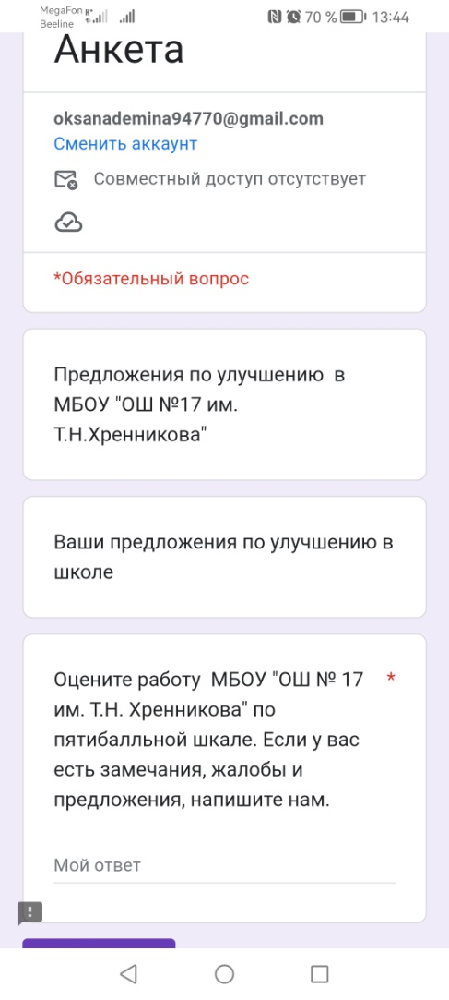 MegaFon
Beeline
70 %
13:44
Анкета
oksanademina94770@gmail.com
Сменить аккаунт
Совместный доступ отсутствует
*Обязательный вопрос
Предложения по улучшению в
МБОУ "ОШ №17 им.
Т.Н.Хренникова"
Ваши предложения по улучшению в
школе
Оцените работу МБОУ "ОШ № 17 *
им. Т.Н. Хренникова" по
пятибалльной шкале. Если у вас
есть замечания, жалобы и
предложения, напишите нам.
Мой ответ